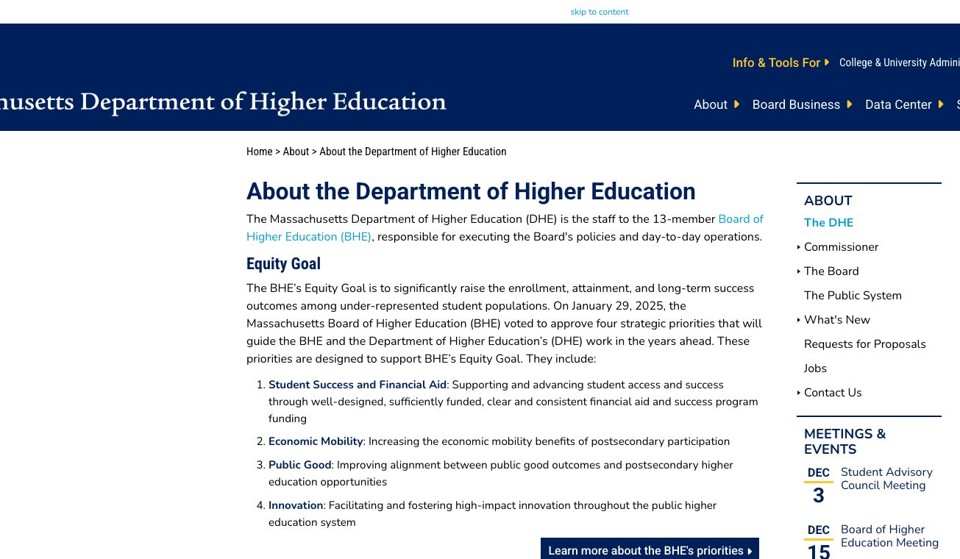 skip to content
Info & Tools For
College & University
Department of Higher Education
About
Board Business
Data Center
Home > About > About the Department of Higher Education
About the Department of Higher Education
The Massachusetts Department of Higher Education (DHE) is the staff to the 13-member Board of
Higher Education (BHE), responsible for executing the Board's policies and day-to-day operations.
Equity Goal
The BHE’s Equity Goal is to significantly raise the enrollment, attainment, and long-term success
outcomes among under-represented student populations. On January 29, 2025, the
Massachusetts Board of Higher Education (BHE) voted to approve four strategic priorities that will
guide the BHE and the Department of Higher Education’s (DHE) work in the years ahead. These
priorities are designed to support BHE’s Equity Goal. They include:
1. Student Success and Financial Aid: Supporting and advancing student access and success
through well-designed, sufficiently funded, clear and consistent financial aid and success program
funding
2. Economic Mobility: Increasing the economic mobility benefits of postsecondary participation
3. Public Good: Improving alignment between public good outcomes and postsecondary higher
education opportunities
4. Innovation: Facilitating and fostering high-impact innovation throughout the public higher
education system
Learn more about the BHE's priorities
ABOUT
The DHE
Commissioner
The Board
The Public System
What's New
Requests for Proposals
Jobs
Contact Us
MEETINGS &
EVENTS
DEC
3
Student Advisory
Council Meeting
DEC
15
Board of Higher
Education Meeting